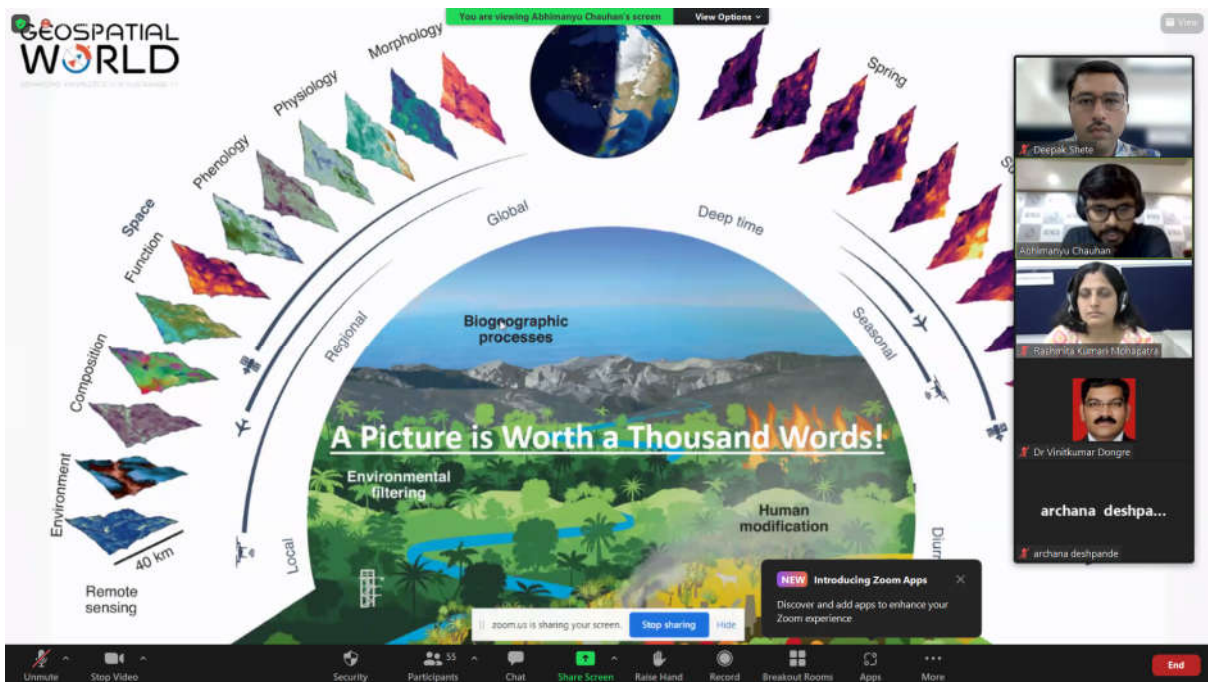 You are viewing Abhimanyu Chauhan's screen
View Options
View
GEOSPATIAL
WORLD
Morphology
Physiology
Phenology
Space
Function
Composition
Environment
40 km
Remote
sensing
Global
Regional
Local
Deep time
Seasonal
Spring
Biogeographic
processes
A Picture is Worth a Thousand Words!
Environmental
filtering
Human
modification
Deepak Shete
Abhimanyu Chauhan
Rashmita Kumari Mohapatra
Dr Vinitkumar Dongre
archana deshpa...
archana deshpande
NEW Introducing Zoom Apps
Discover and add apps to enhance your
Zoom experience
zoom.us is sharing your screen. Stop sharing Hide
Unmute
Stop Video
Security
Participants 55
Chat
Share Screen
Raise Hand
Record
Breakout Rooms
Apps
More
End